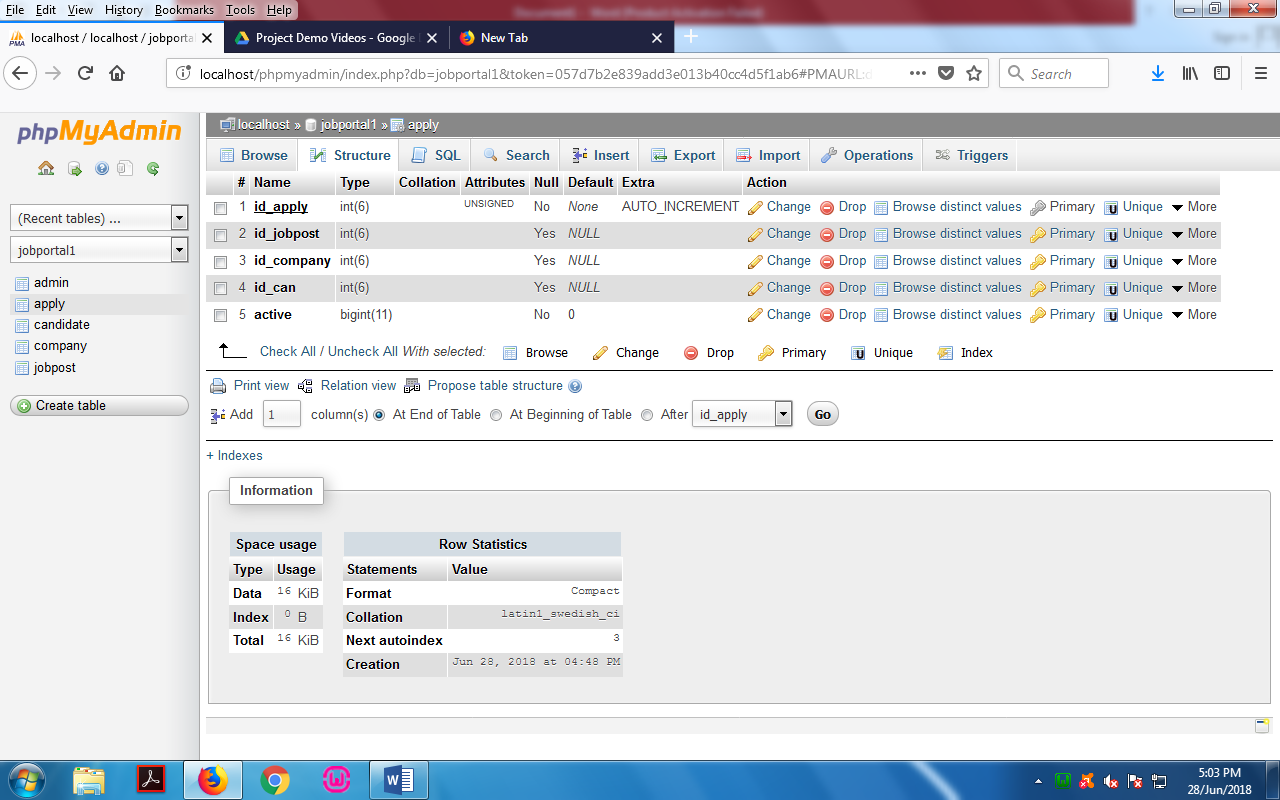 File Edit View History Bookmarks Tools Help
localhost / localhost / jobportal
Project Demo Videos - Google
New Tab
localhost/phpmyadmin/index.php?db=jobportal1&token=057d7b2e839add3e013b40cc4d5f1ab6#PMAURL:
Search
phpMyAdmin
(Recent tables) ...
jobportal1
admin
apply
candidate
company
jobpost
Create table
localhost » jobportal1 » apply
Browse Structure SQL Search Insert Export Import Operations Triggers
# Name Type Collation Attributes Null Default Extra Action
1 id_apply int(6) UNSIGNED No None AUTO_INCREMENT Change Drop Browse distinct values Primary Unique More
2 id_jobpost int(6) Yes NULL Change Drop Browse distinct values Primary Unique More
3 id_company int(6) Yes NULL Change Drop Browse distinct values Primary Unique More
4 id_can int(6) Yes NULL Change Drop Browse distinct values Primary Unique More
5 active bigint(11) No 0 Change Drop Browse distinct values Primary Unique More
Check All / Uncheck All With selected: Browse Change Drop Primary Unique Index
Print view Relation view Propose table structure
Add 1 column(s) At End of Table At Beginning of Table After id_apply Go
+ Indexes
Information
Space usage
Type Usage
Data 16 KiB
Index 0 B
Total 16 KiB
Row Statistics
Statements Value
Format Compact
Collation latin1_swedish_ci
Next autoindex 3
Creation Jun 28, 2018 at 04:48 PM
5:03 PM
28/Jun/2018